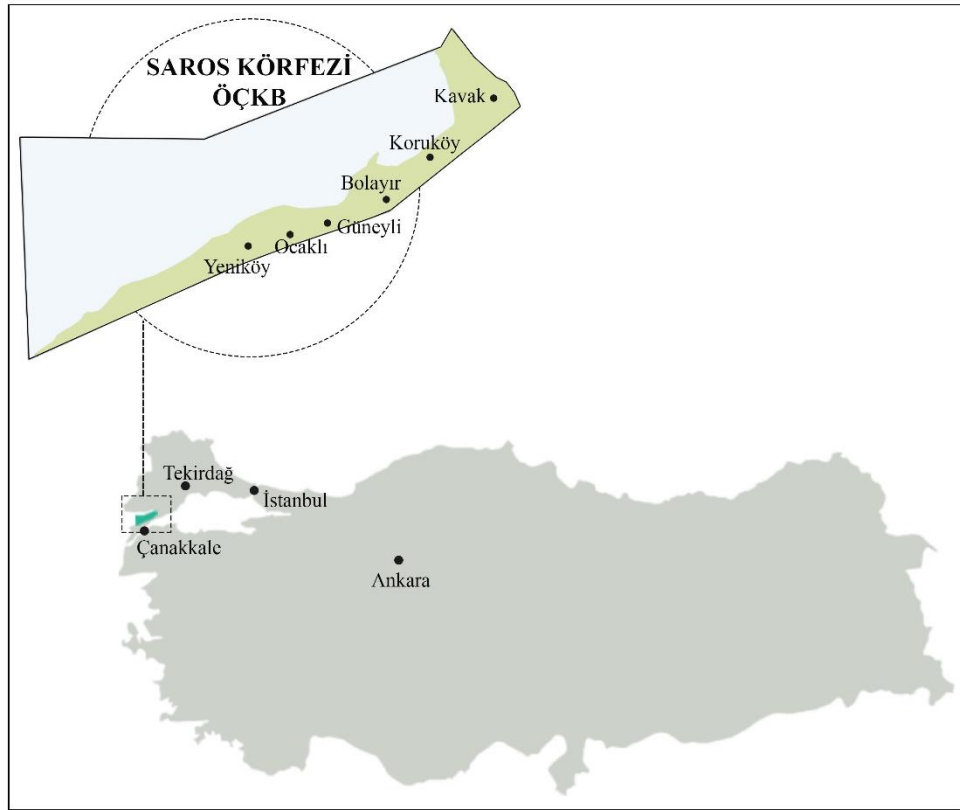 SAROS KÖRFEZİ
ÖÇKB
Kavak
Koruköy
Bolayır
Güneyli
Ocaklı
Yeniköy
Tekirdağ
İstanbul
Çanakkale
Ankara